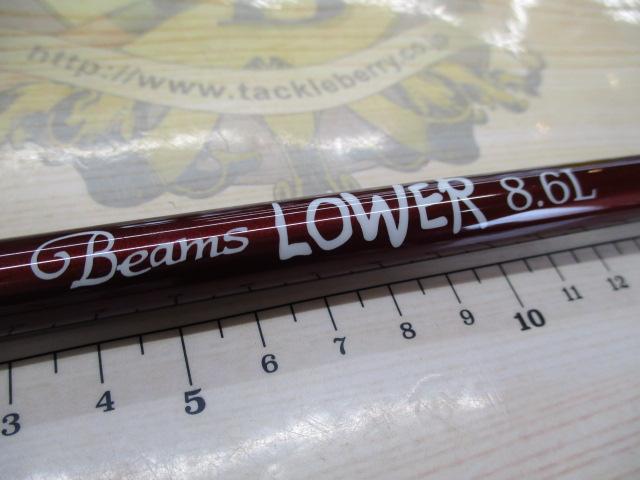 http://www.tackleberry.co.jp
Beams LOWER 8.6L
3 4 5 6 7 8 9 10 11 12